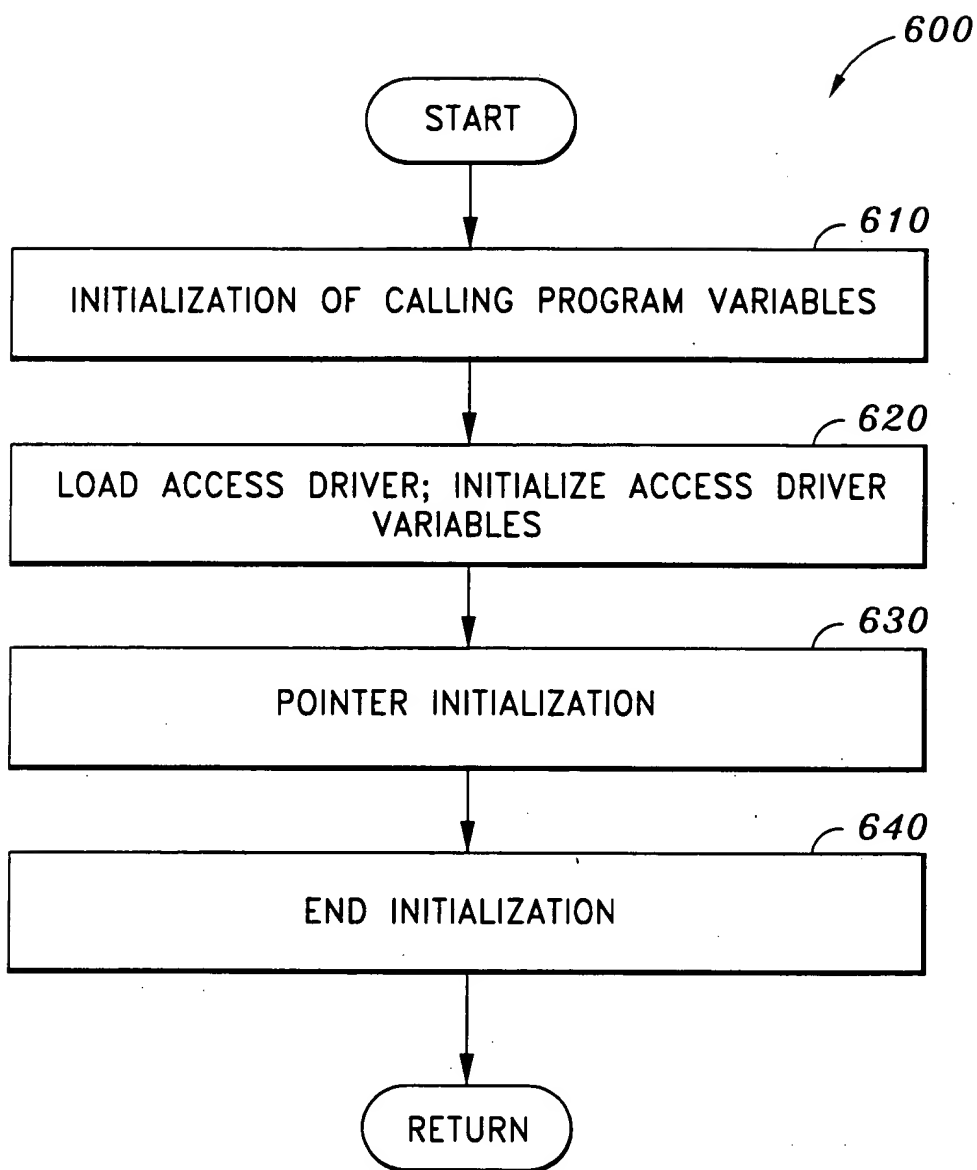 600
START
610
INITIALIZATION OF CALLING PROGRAM VARIABLES
620
LOAD ACCESS DRIVER; INITIALIZE ACCESS DRIVER
VARIABLES
630
POINTER INITIALIZATION
640
END INITIALIZATION
RETURN